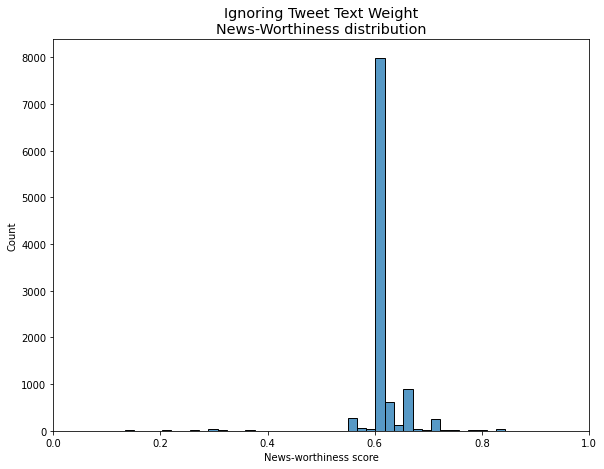 Ignoring Tweet Text Weight
News-Worthiness distribution
8000
7000
6000
5000
4000
3000
2000
1000
0
Count
0.0 0.2 0.4 0.6 0.8 1.0
News-worthiness score